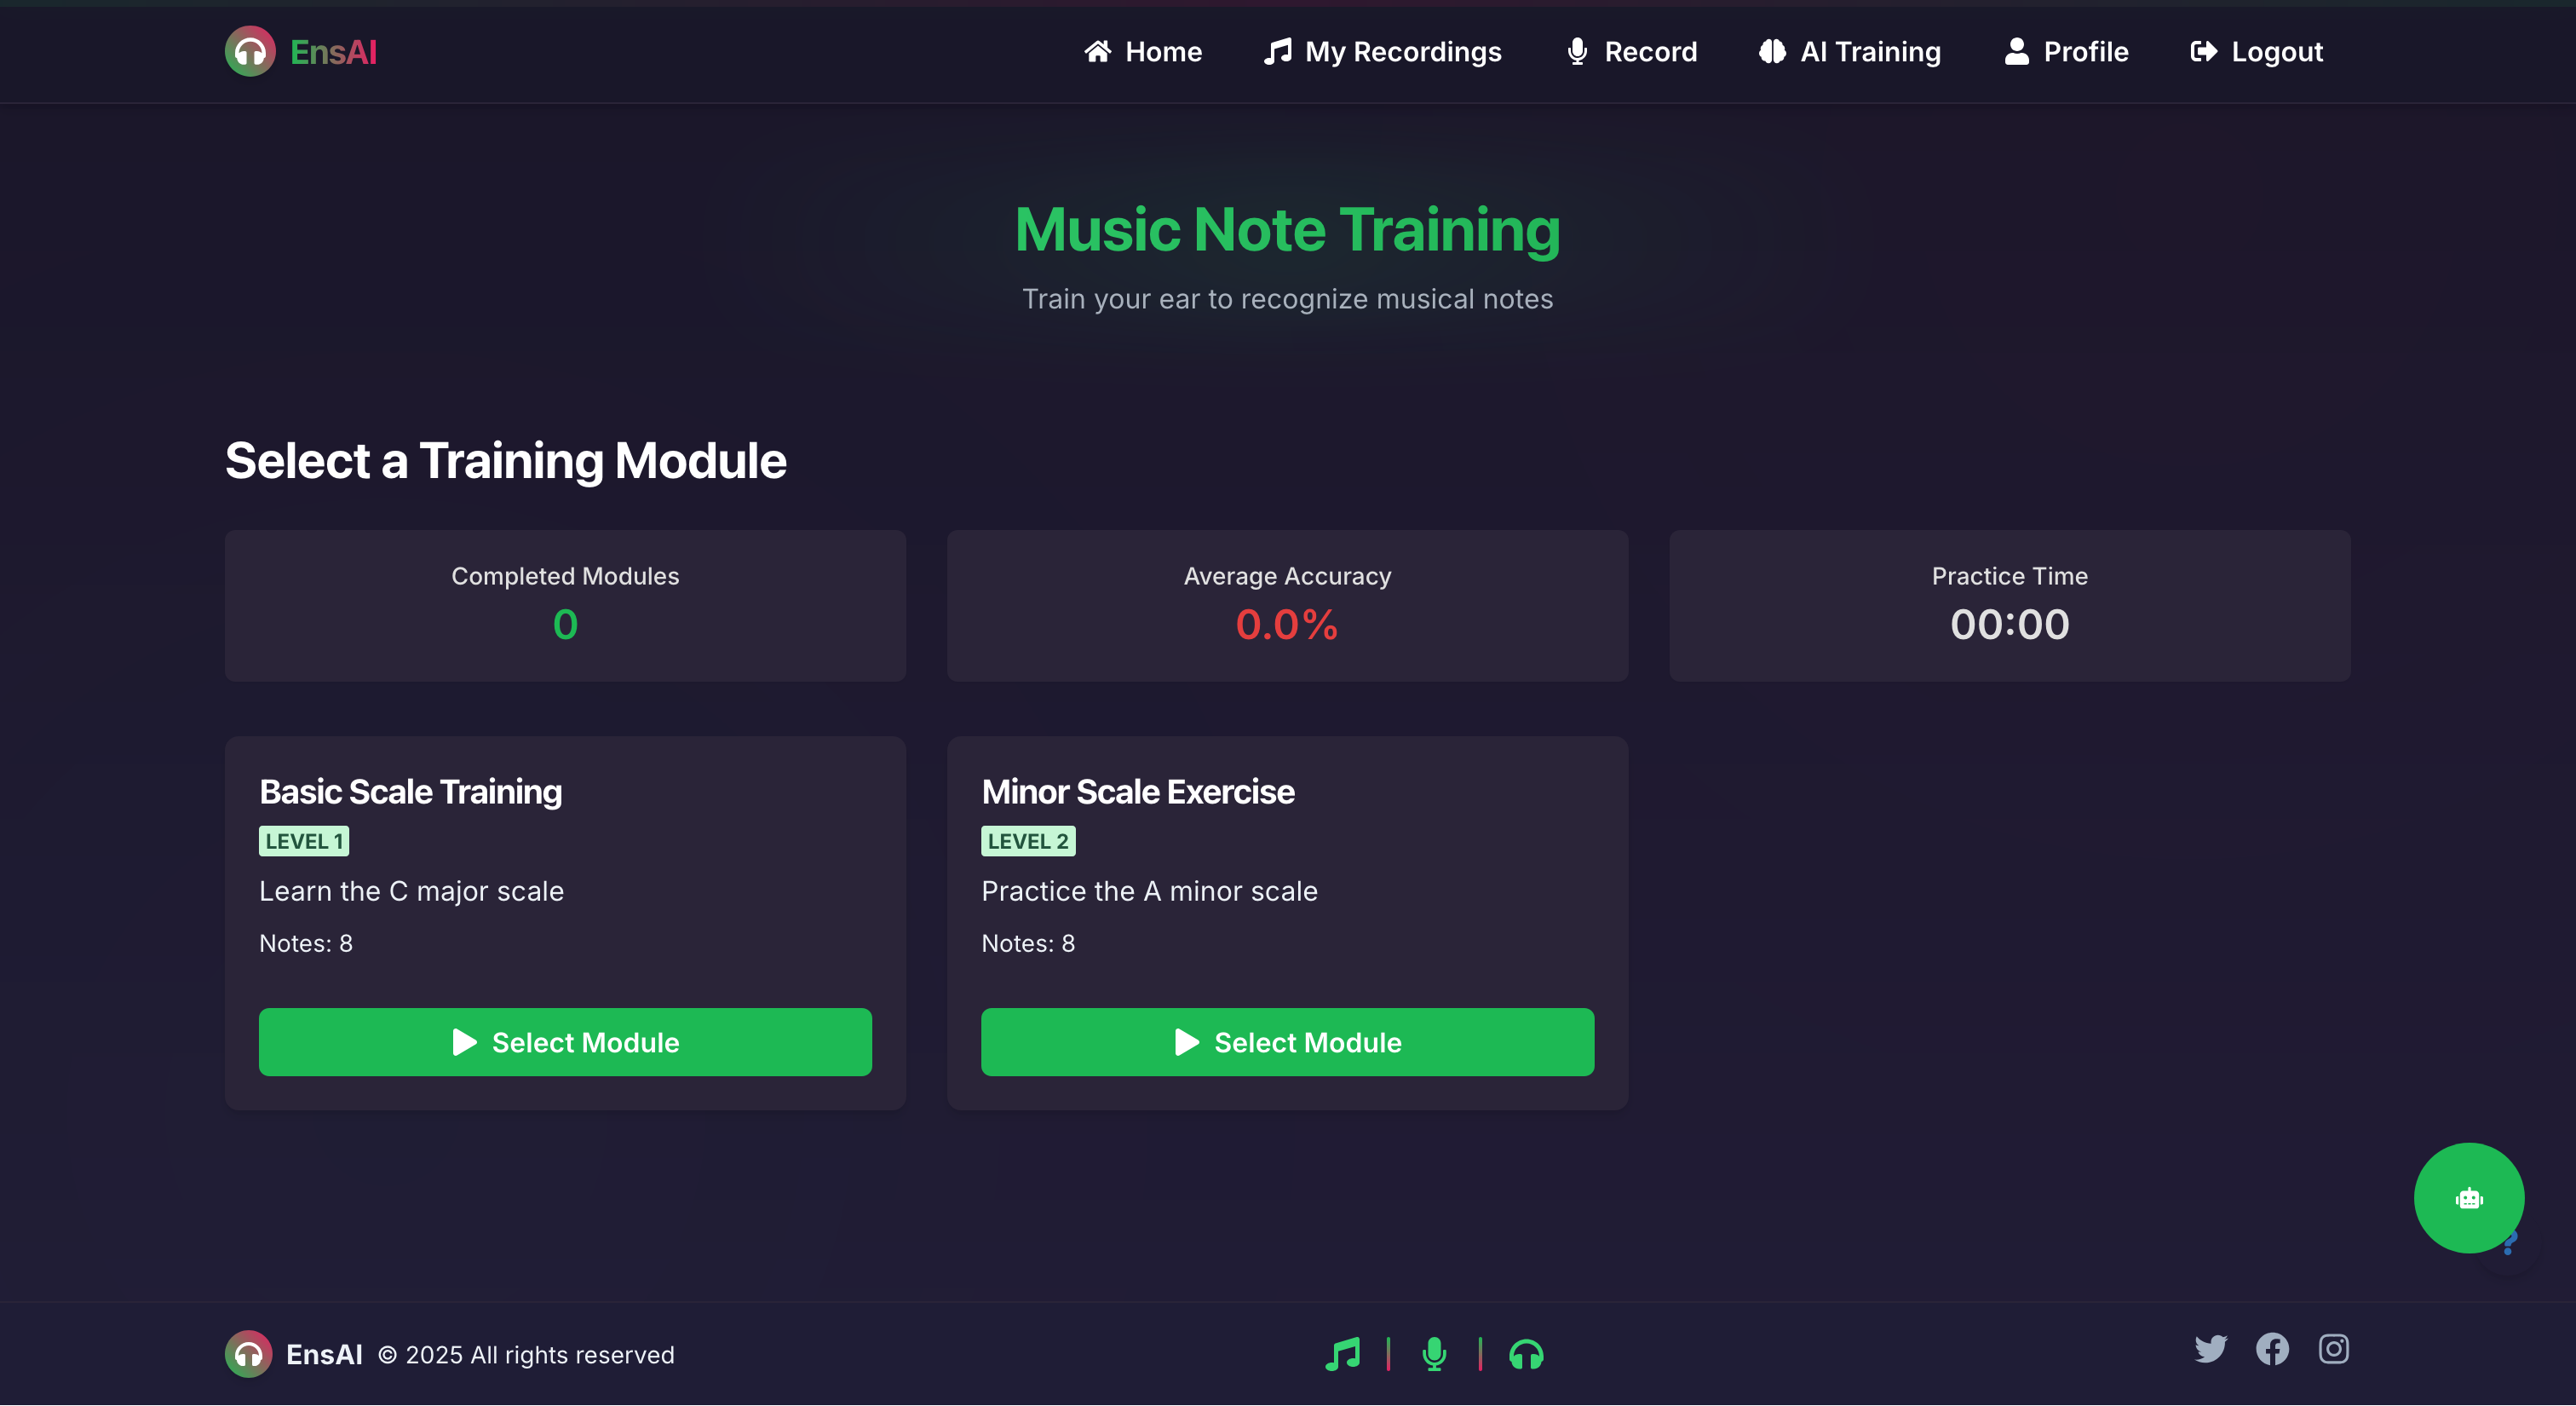 EnsAI
Home
My Recordings
Record
AI Training
Profile
Logout
Music Note Training
Train your ear to recognize musical notes
Select a Training Module
Completed Modules
0
Average Accuracy
0.0%
Practice Time
00:00
Basic Scale Training
LEVEL 1
Learn the C major scale
Notes: 8
Select Module
Minor Scale Exercise
LEVEL 2
Practice the A minor scale
Notes: 8
Select Module
?
EnsAI © 2025 All rights reserved